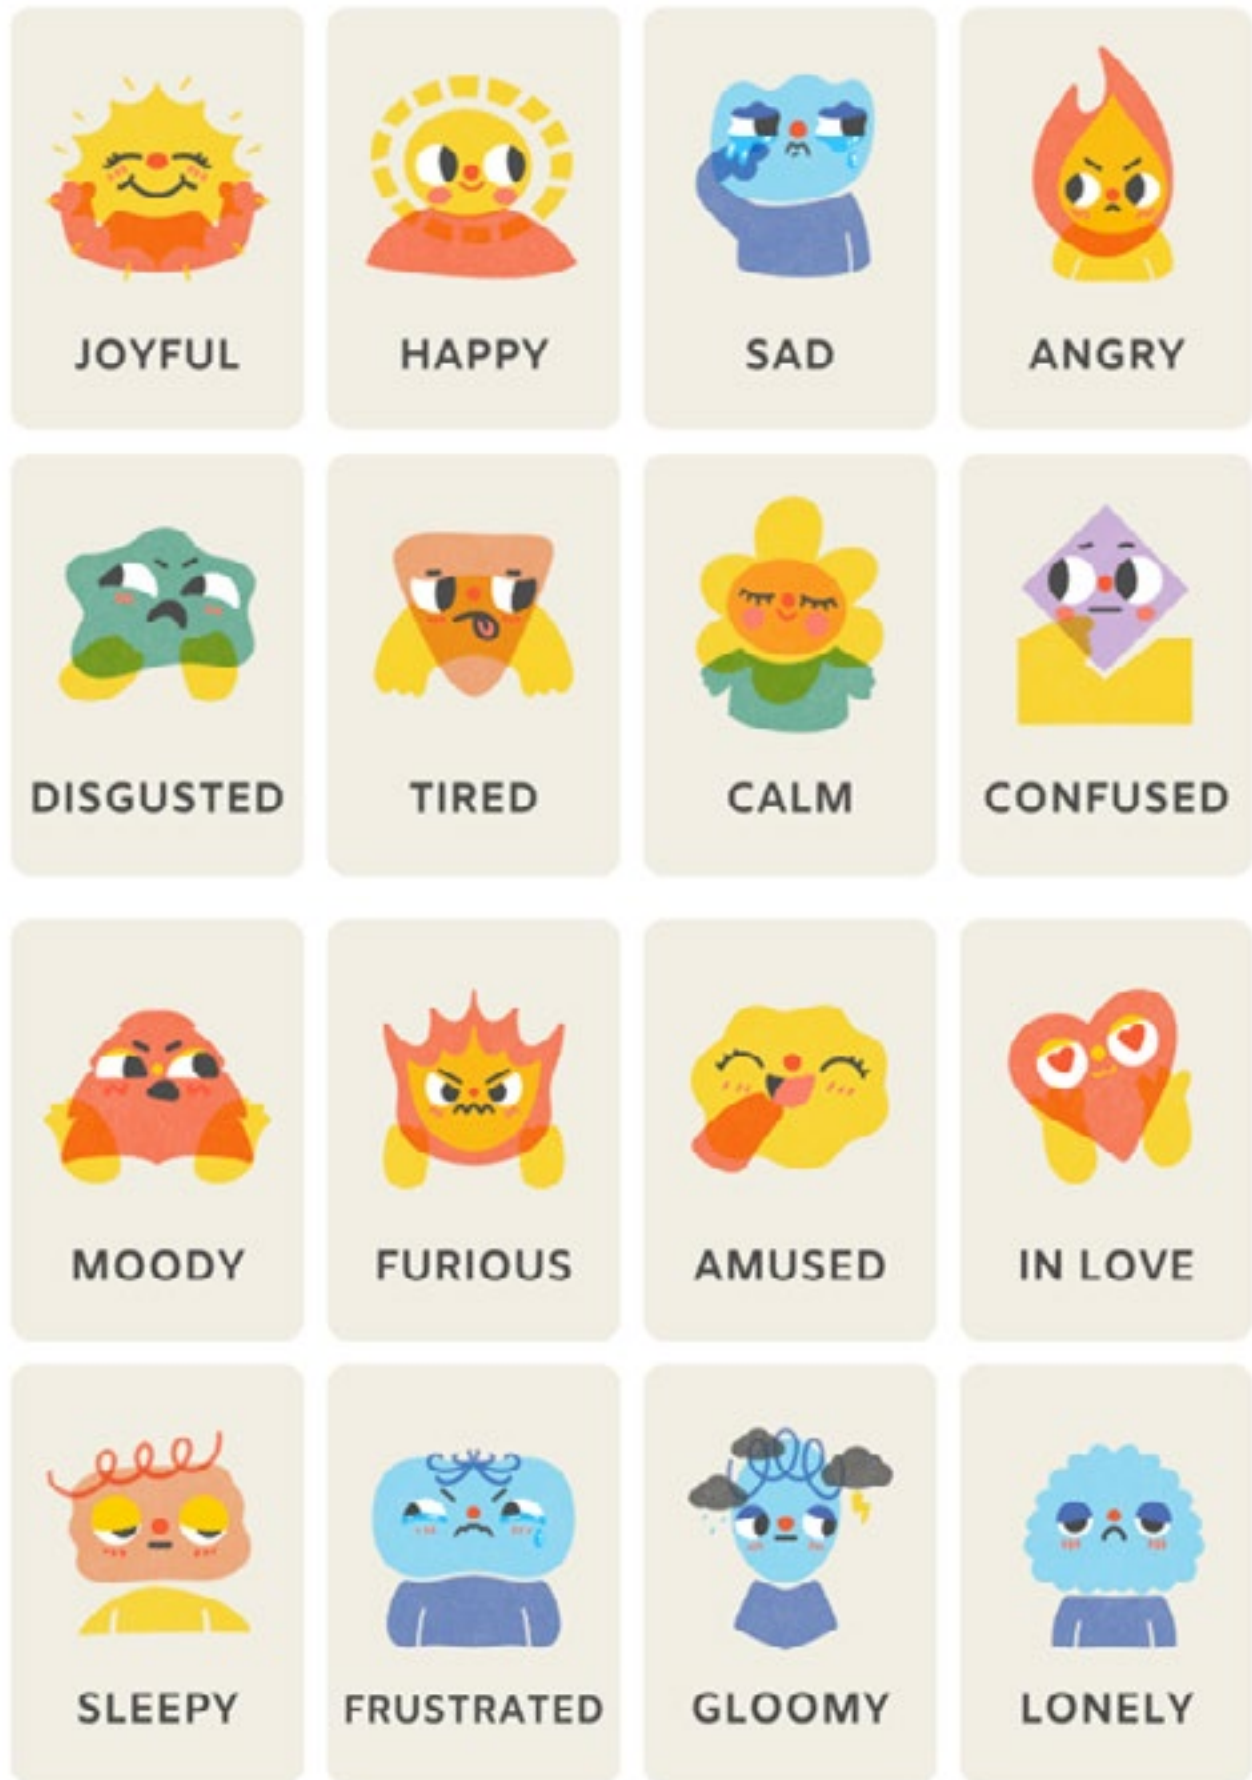 JOYFUL
HAPPY
SAD
ANGRY
DISGUSTED
TIRED
CALM
CONFUSED
MOODY
FURIOUS
AMUSED
IN LOVE
SLEEPY
FRUSTRATED
GLOOMY
LONELY